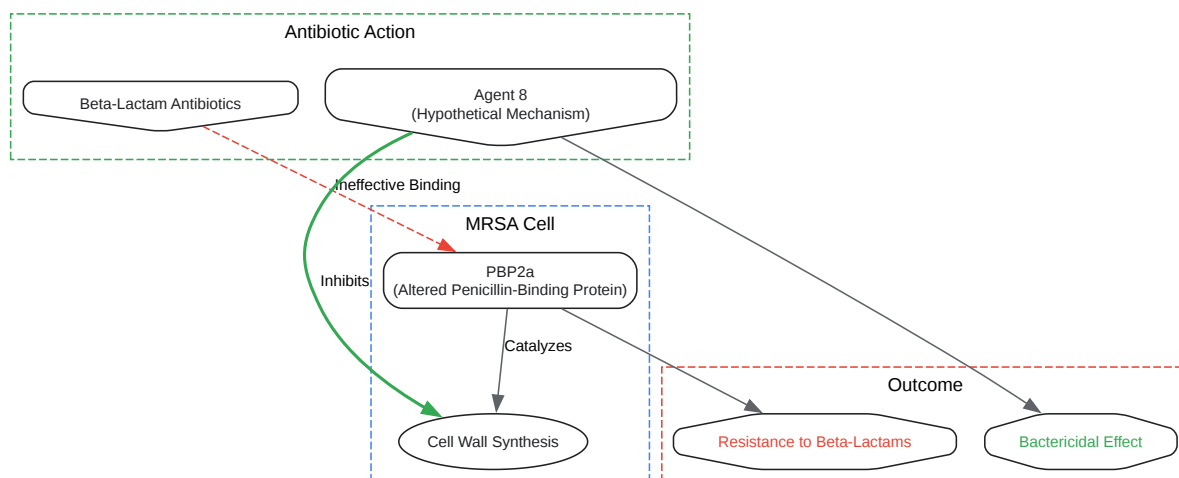 Antibiotic Action
Beta-Lactam Antibiotics
Agent 8
(Hypothetical Mechanism)
Ineffective Binding
MRSA Cell
PBP2a
(Altered Penicillin-Binding Protein)
Inhibits
Catalyzes
Outcome
Cell Wall Synthesis
Resistance to Beta-Lactams
Bactericidal Effect